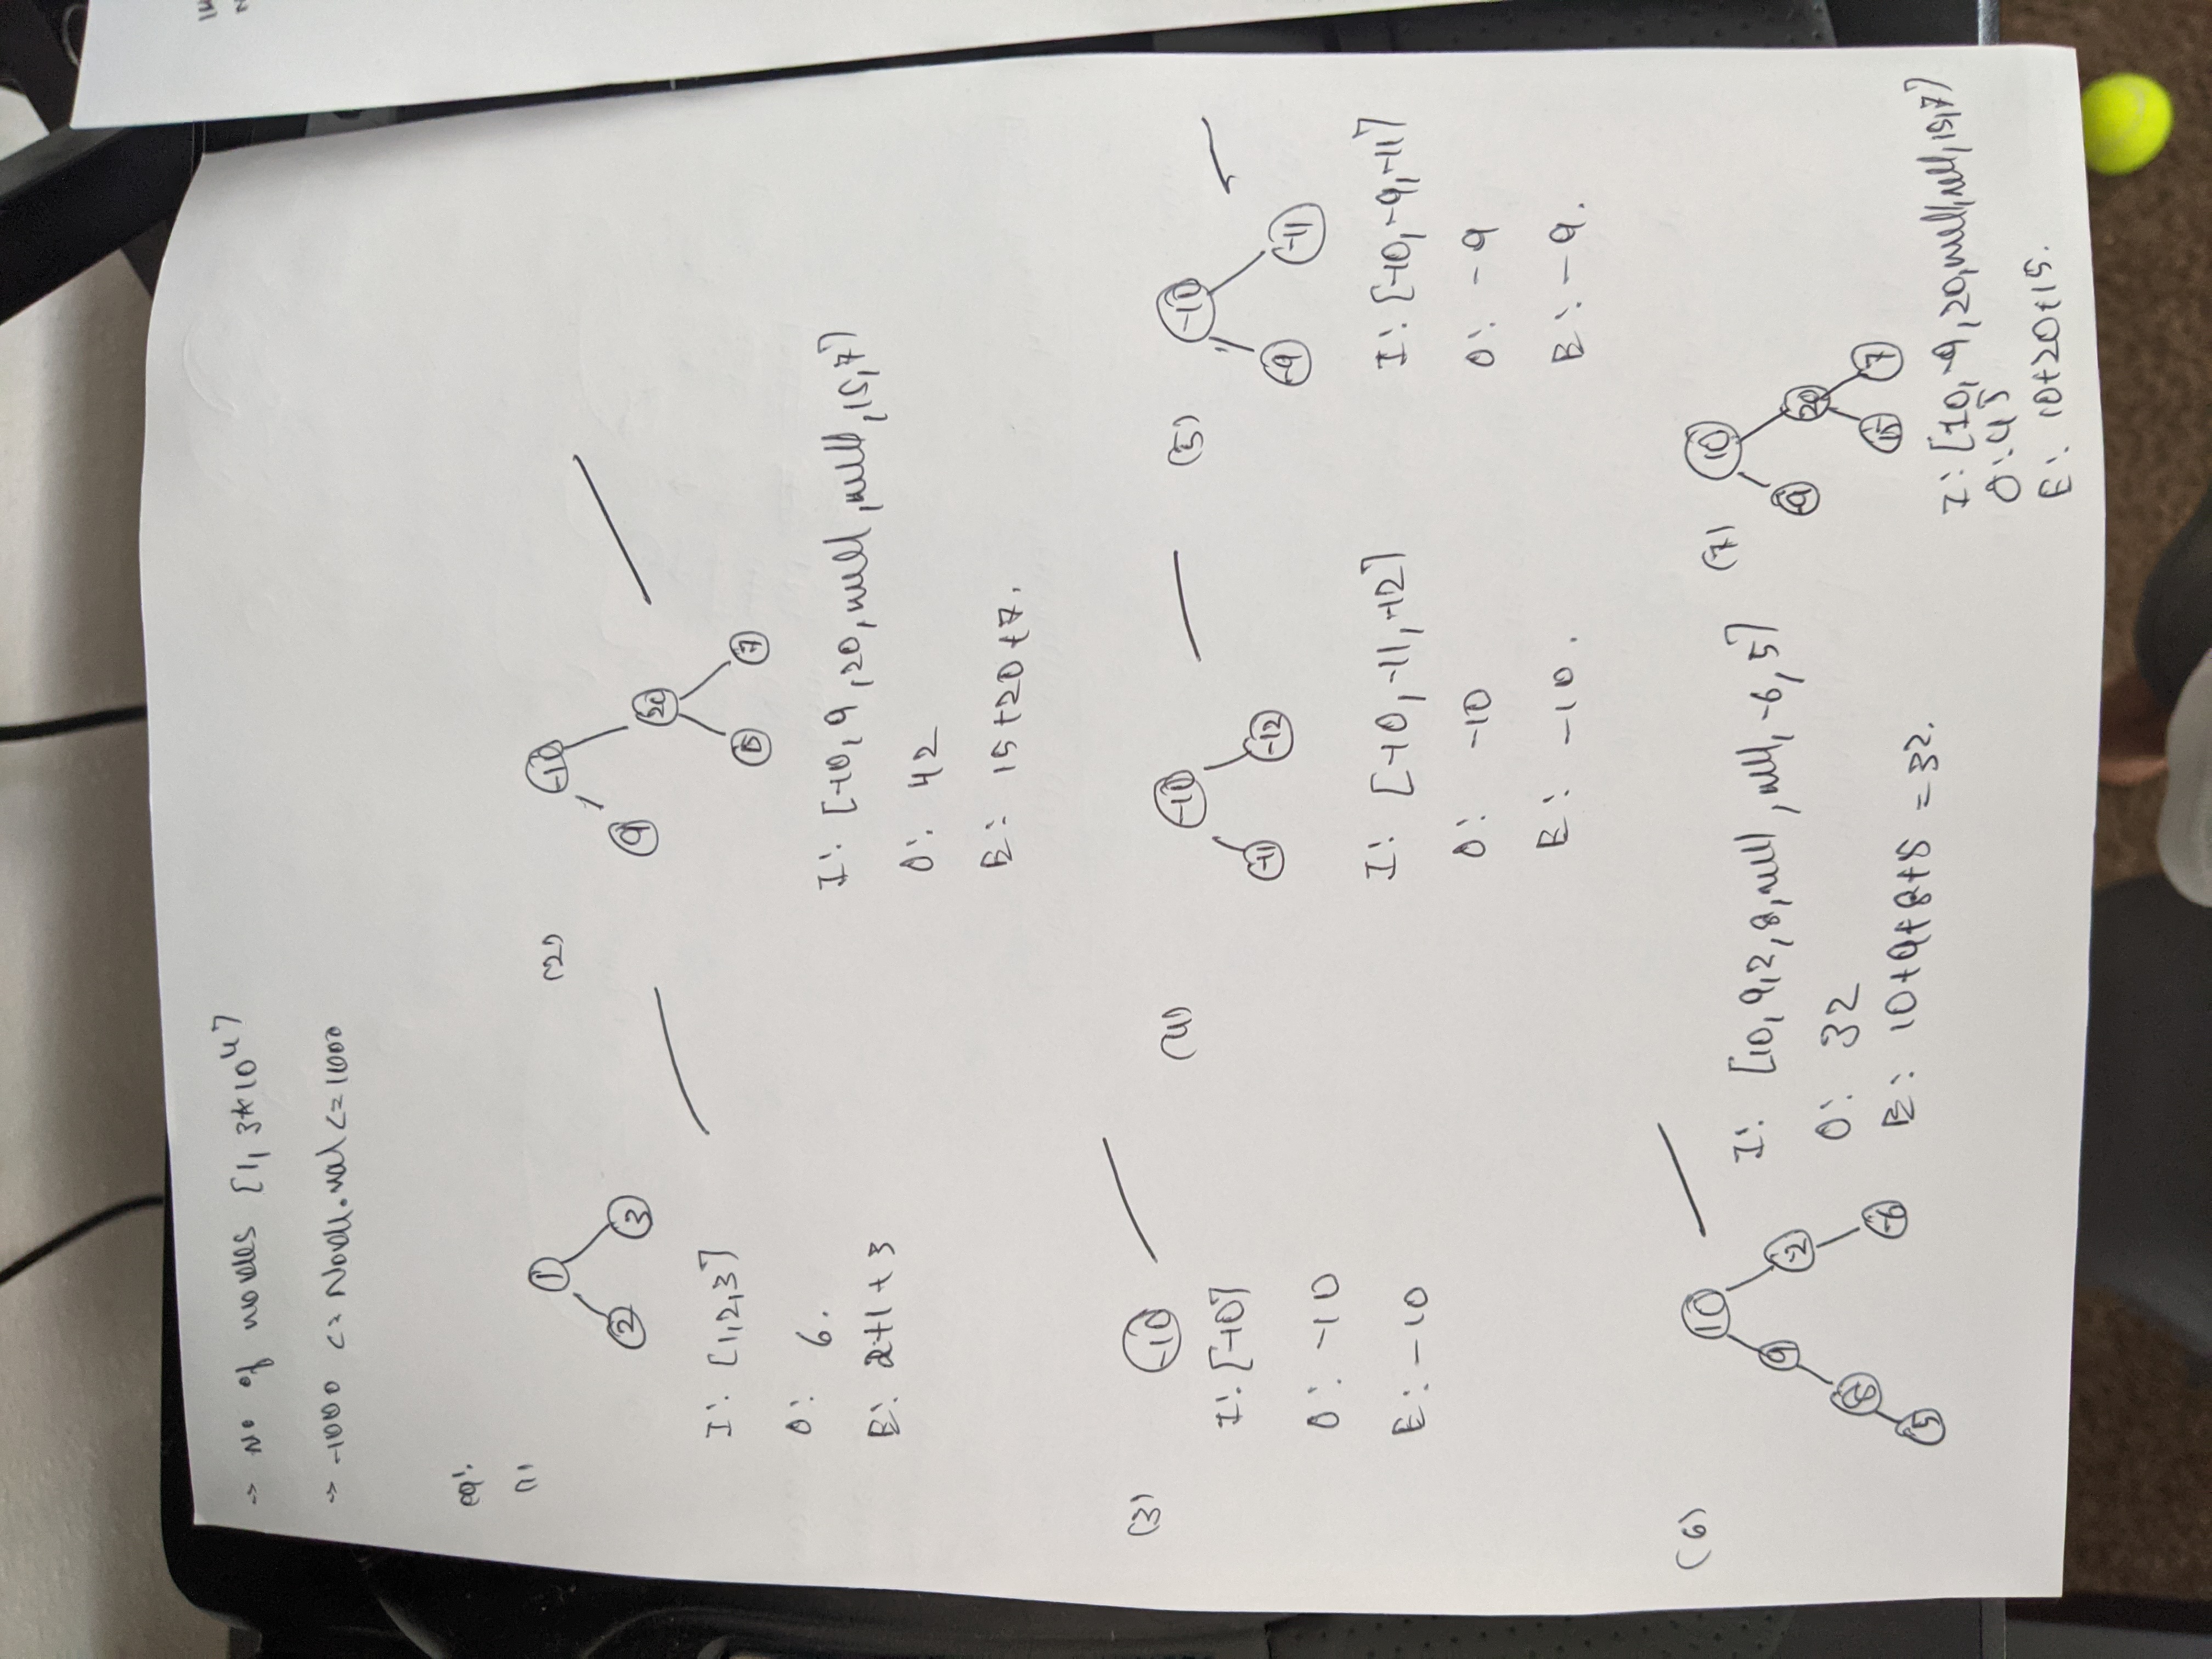 -> No of nodes [1, 3*10^4]
-> -1000 <= Node.val <= 1000
eg:
(1)
1
2 3
I: [1,2,3]
O: 6.
E: 2+1+3
(2)
-10
9
20
15 7
I: [-10, 9, 20, null, null, 15, 7]
O: 42
E: 15+20+7.
(3)
-10
I: [-10]
O: -10
E: -10
(4)
-10
-11 -12
I: [-10, -11, -12]
O: -10
E: -10.
(5)
-10
-9 -11
I: [-10, -9, -11]
O: -9
E: -9.
(6)
10
9 -2
8 -6
5
I: [10, 9, 2, 8, null, null, -6, 5]
O: 32
E: 10+9+8+5 = 32.
(7)
10
-9 20
15 7
I: [10, -9, 20, null, null, 15, 7]
O: 45
E: 10+20+15.